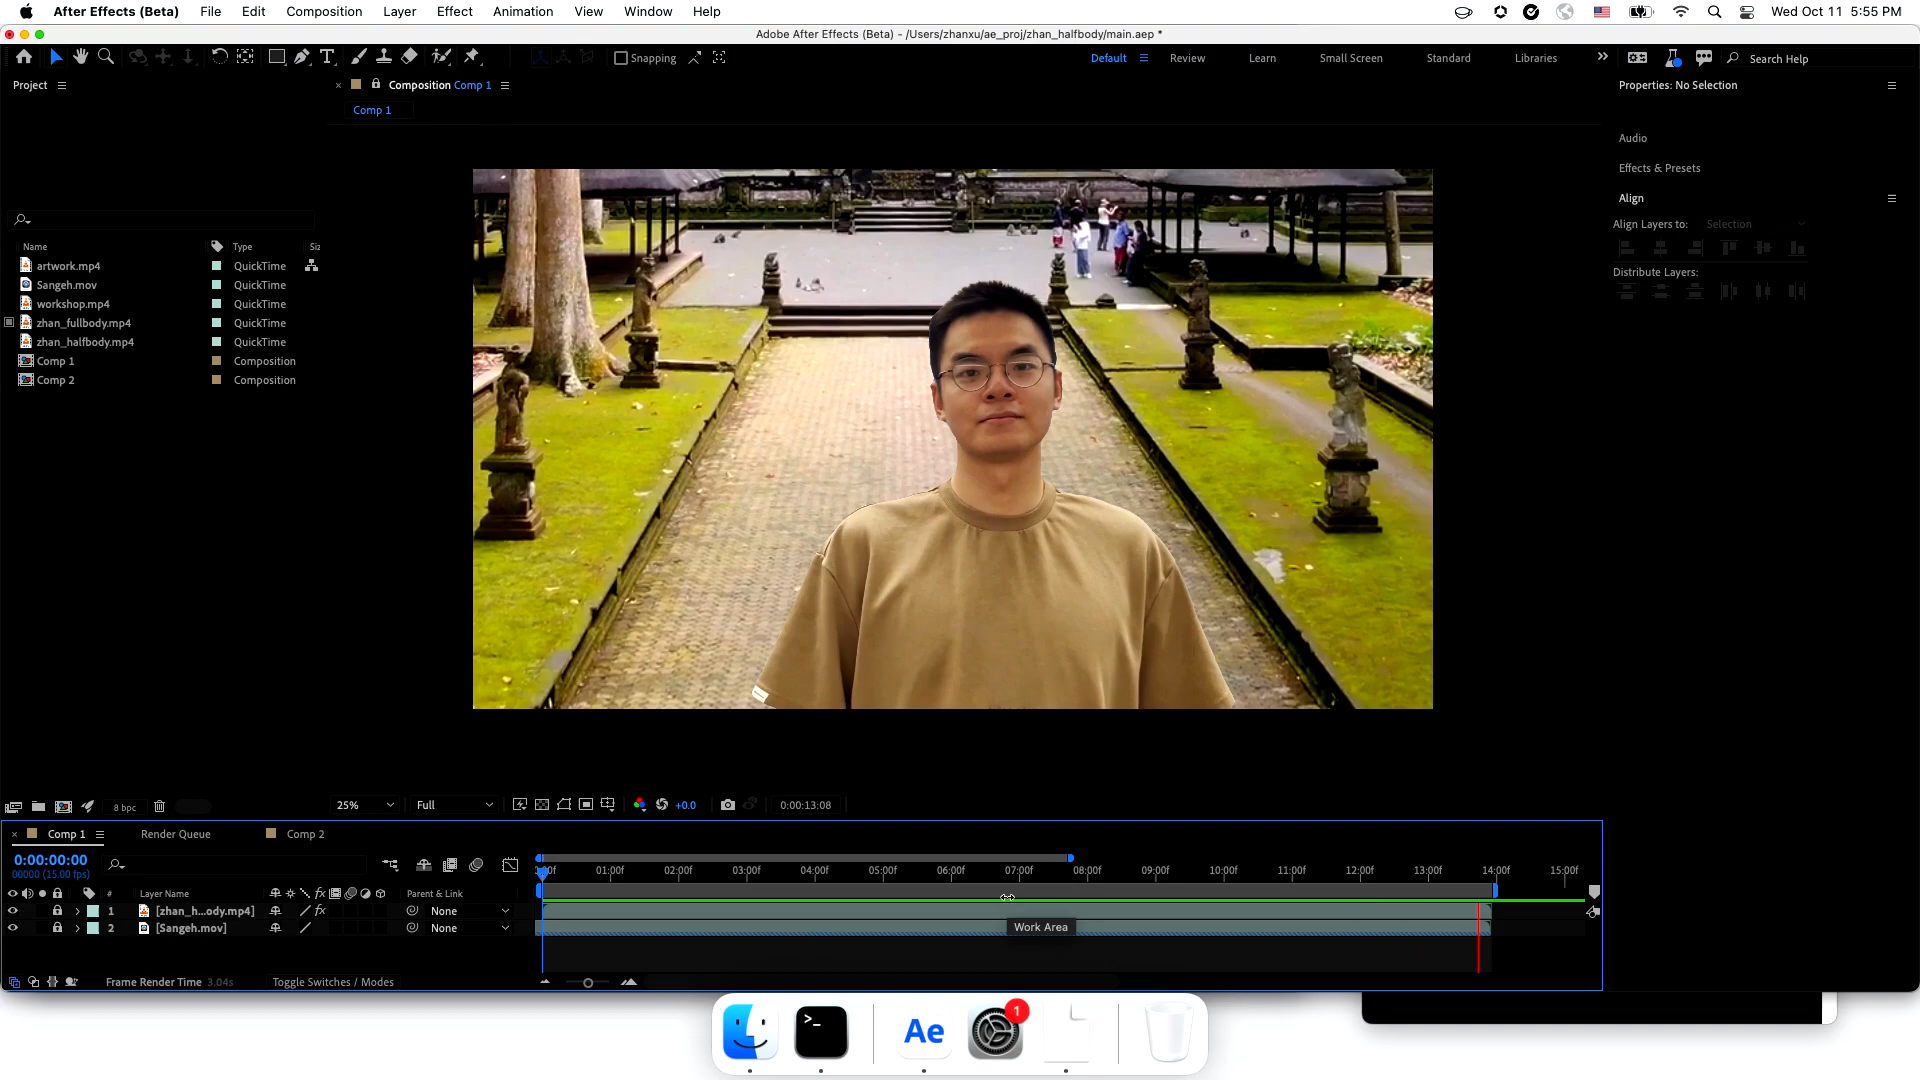 After Effects (Beta) File Edit Composition Layer Effect Animation View Window Help Wed Oct 11 5:55 PM
Adobe After Effects (Beta) - /Users/zhanxu/ae_proj/zhan_halfbody/main.aep *
Snapping Default Review Learn Small Screen Standard Libraries Search Help
Project
Composition Comp 1
Comp 1
Name Type Siz
artwork.mp4 QuickTime
Sangeh.mov QuickTime
workshop.mp4 QuickTime
zhan_fullbody.mp4 QuickTime
zhan_halfbody.mp4 QuickTime
Comp 1 Composition
Comp 2 Composition
Properties: No Selection
Audio
Effects & Presets
Align
Align Layers to: Selection
Distribute Layers:
8 bpc
25% Full +0.0 0:00:13:08
Comp 1 Render Queue Comp 2
0:00:00:00
00000 (15.00 fps)
01:00f 02:00f 03:00f 04:00f 05:00f 06:00f 07:00f 08:00f 09:00f 10:00f 11:00f 12:00f 13:00f 14:00f 15:00f
# Layer Name fx Parent & Link
1 [zhan_h...ody.mp4] fx None
2 [Sangeh.mov] None
Work Area
Frame Render Time 3.04s Toggle Switches / Modes
>_
Ae
1